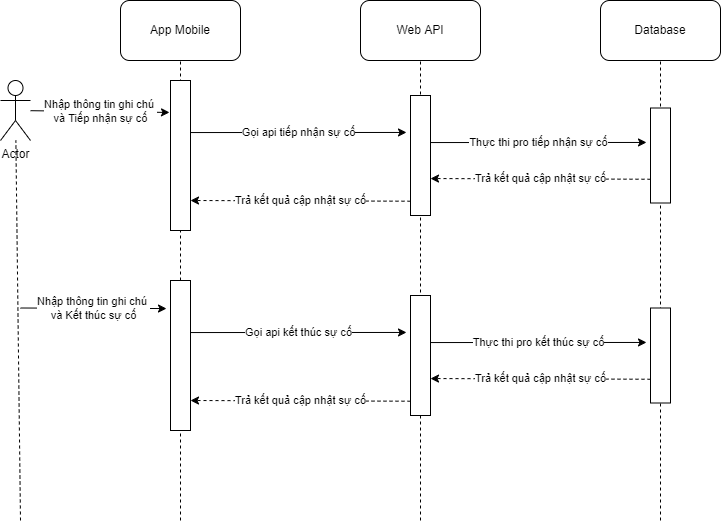 App Mobile
Web API
Database
Nhập thông tin ghi chú
và Tiếp nhận sự cố
Actor
Gọi api tiếp nhận sự cố
Thực thi pro tiếp nhận sự cố
Trả kết quả cập nhật sự cố
Trả kết quả cập nhật sự cố
Nhập thông tin ghi chú
và Kết thúc sự cố
Gọi api kết thúc sự cố
Thực thi pro kết thúc sự cố
Trả kết quả cập nhật sự cố
Trả kết quả cập nhật sự cố